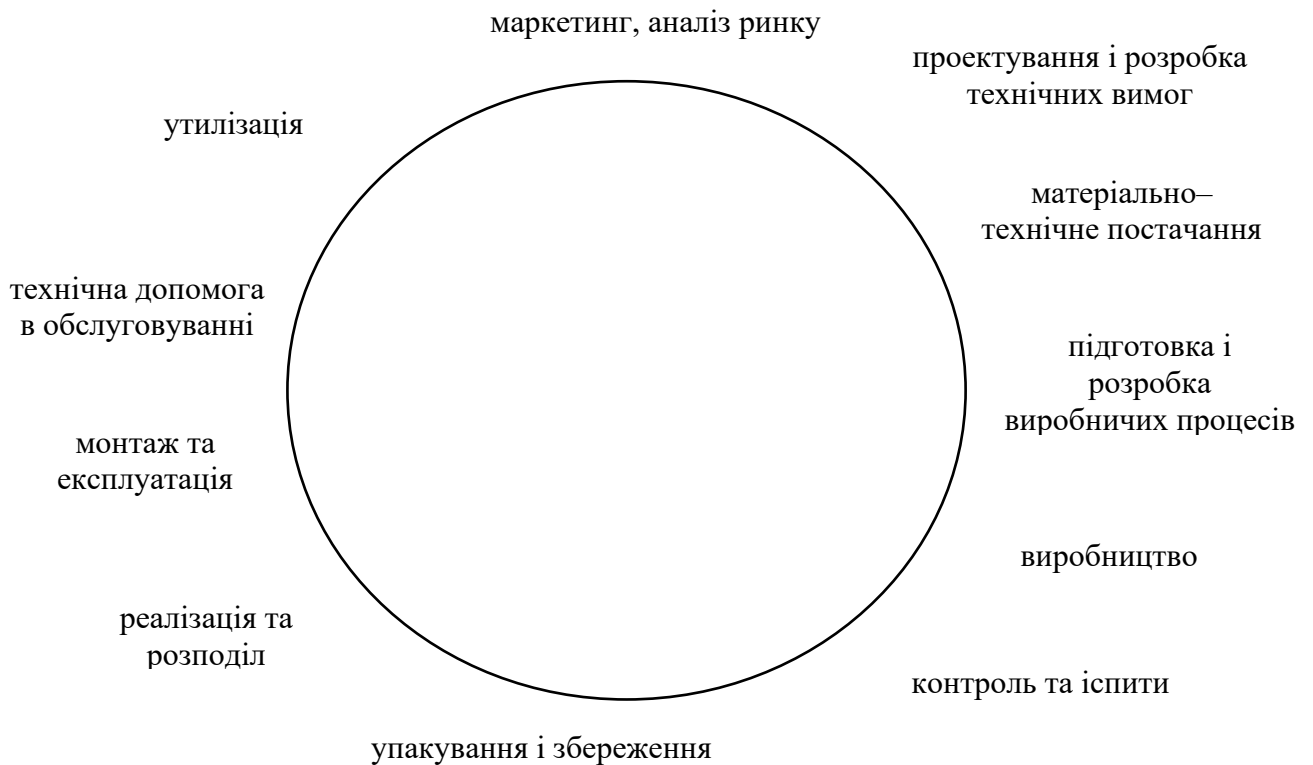 маркетинг, аналіз ринку
проектування і розробка
технічних вимог
матеріально–
технічне постачання
підготовка і
розробка
виробничих процесів
виробництво
контроль та іспити
упакування і збереження
реалізація та
розподіл
монтаж та
експлуатація
технічна допомога
в обслуговуванні
утилізація